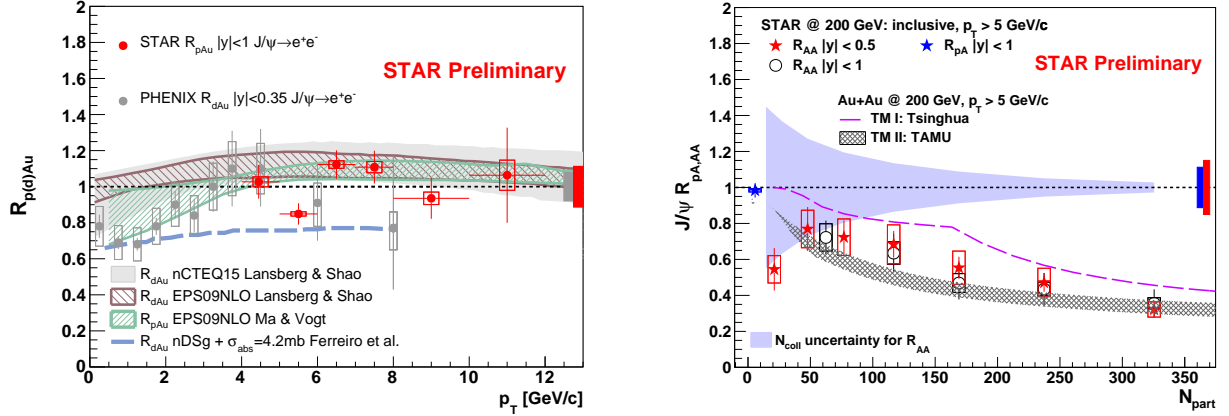 2
1.8
1.6
1.4
1.2
1
0.8
0.6
0.4
0.2
0
R_p(d)Au
STAR R_pAu |y|<1 J/ψ→e⁺e⁻
STAR Preliminary
PHENIX R_dAu |y|<0.35 J/ψ→e⁺e⁻
R_dAu nCTEQ15 Lansberg & Shao
R_dAu EPS09NLO Lansberg & Shao
R_pAu EPS09NLO Ma & Vogt
R_dAu nDSg + σ_abs=4.2mb Ferreiro et al.
0 2 4 6 8 10 12
p_T [GeV/c]
2
1.8
1.6
1.4
1.2
1
0.8
0.6
0.4
0.2
0
J/ψ R_pA,AA
STAR @ 200 GeV: inclusive, p_T > 5 GeV/c
R_AA |y| < 0.5 R_pA |y| < 1
R_AA |y| < 1
STAR Preliminary
Au+Au @ 200 GeV, p_T > 5 GeV/c
TM I: Tsinghua
TM II: TAMU
N_coll uncertainty for R_AA
0 50 100 150 200 250 300 350
N_part